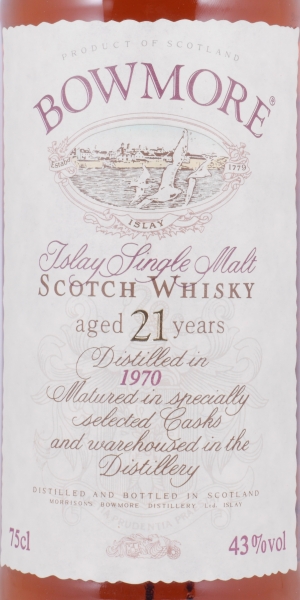 PRODUCT OF SCOTLAND
BOWMORE®
Estabd 1779
ISLAY
Islay Single Malt
SCOTCH WHISKY
aged 21 years
Distilled in
1970
Matured in specially
selected Casks
and warehoused in the
Distillery
DISTILLED AND BOTTLED IN SCOTLAND
MORRISON'S BOWMORE DISTILLERY Ltd. ISLAY
75cl 43%vol